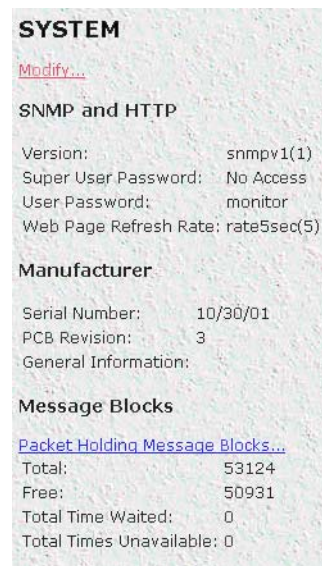 SYSTEM
Modify...
SNMP and HTTP
Version: snmpv1(1)
Super User Password: No Access
User Password: monitor
Web Page Refresh Rate: rate5sec(5)
Manufacturer
Serial Number: 10/30/01
PCB Revision: 3
General Information:
Message Blocks
Packet Holding Message Blocks...
Total: 53124
Free: 50931
Total Time Waited: 0
Total Times Unavailable: 0